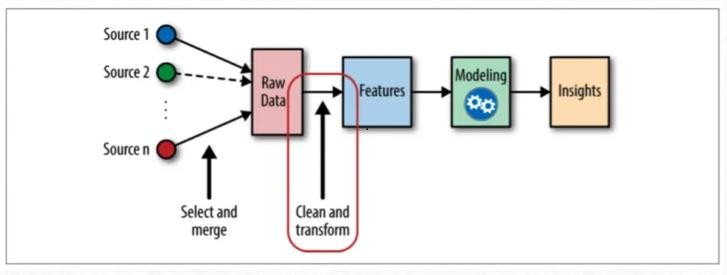 Source 1
Source 2
Source n
Raw
Data
Features
Modeling
Insights
Select and
merge
Clean and
transform